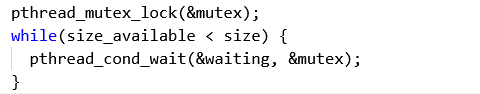 pthread_mutex_lock(&mutex);
while(size_available < size) {
pthread_cond_wait(&waiting, &mutex);
}